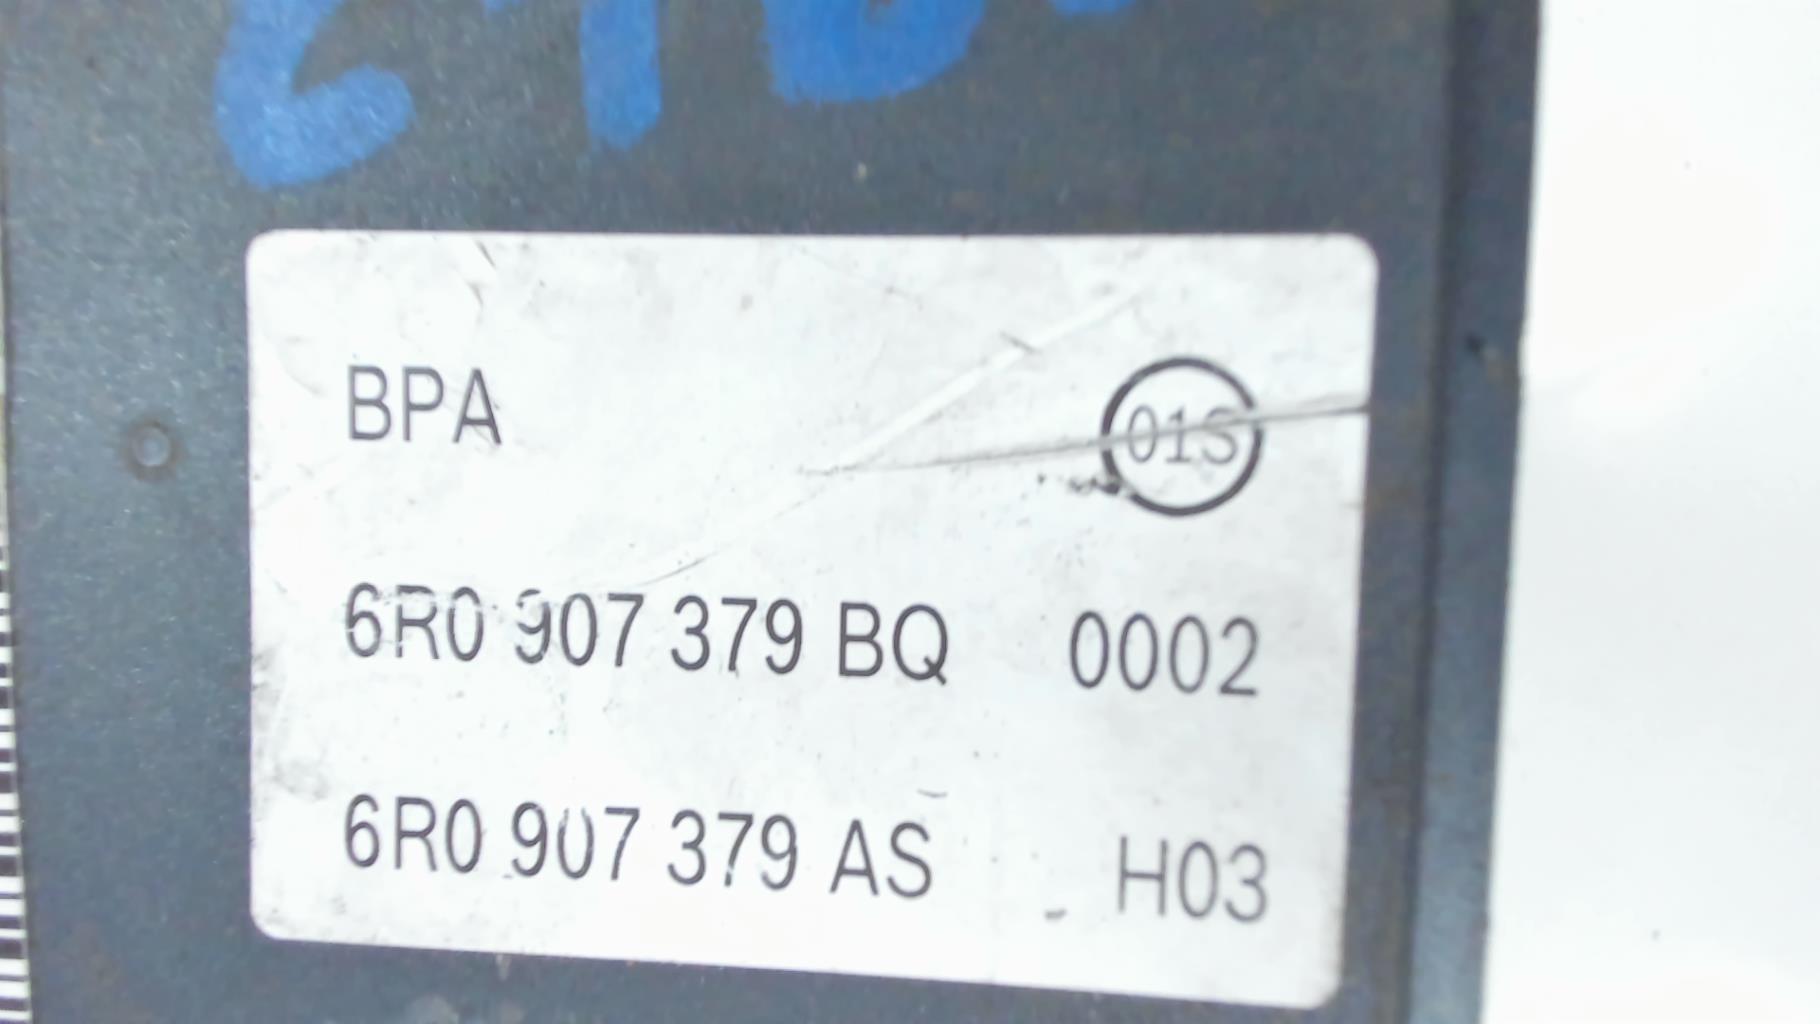 BPA 01S
6R0 907 379 BQ 0002
6R0 907 379 AS H03